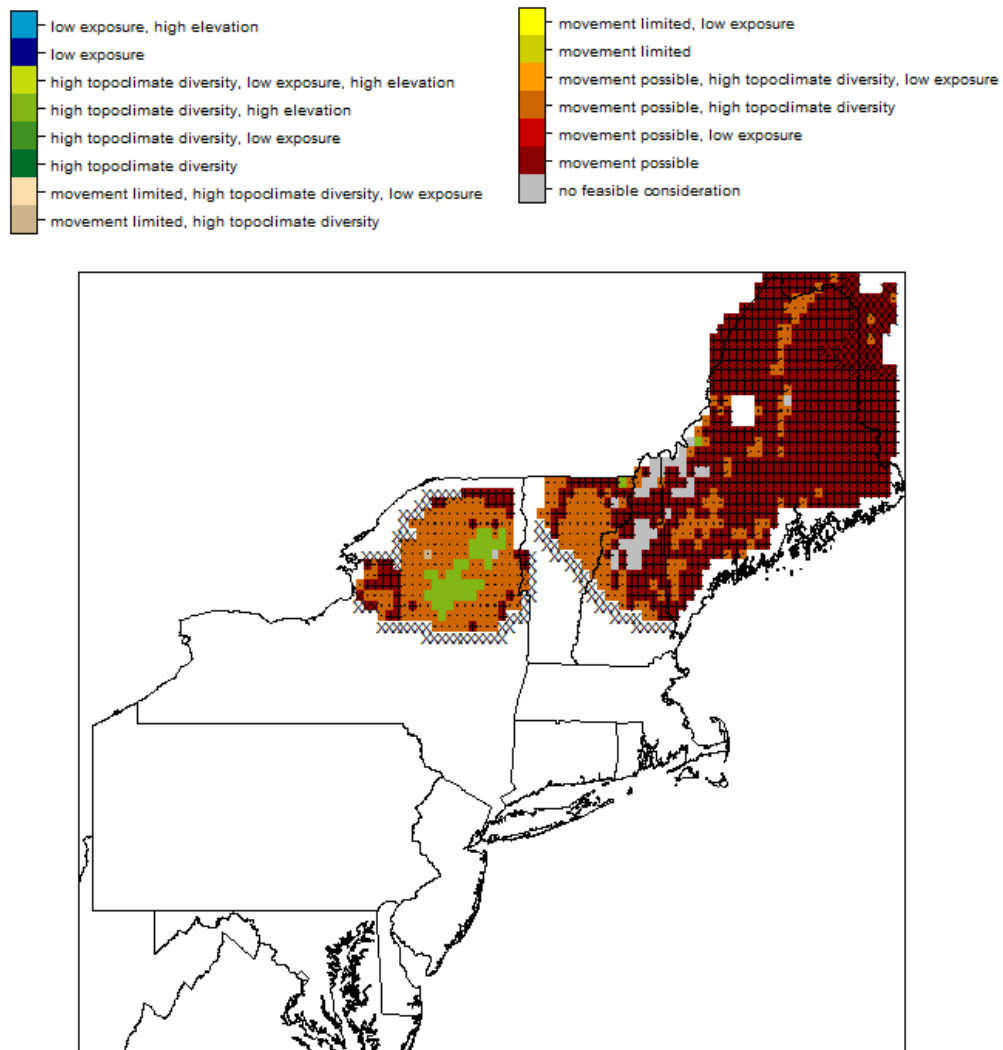 low exposure, high elevation
low exposure
high topoclimate diversity, low exposure, high elevation
high topoclimate diversity, high elevation
high topoclimate diversity, low exposure
high topoclimate diversity
movement limited, high topoclimate diversity, low exposure
movement limited, high topoclimate diversity
movement limited, low exposure
movement limited
movement possible, high topoclimate diversity, low exposure
movement possible, high topoclimate diversity
movement possible, low exposure
movement possible
no feasible consideration